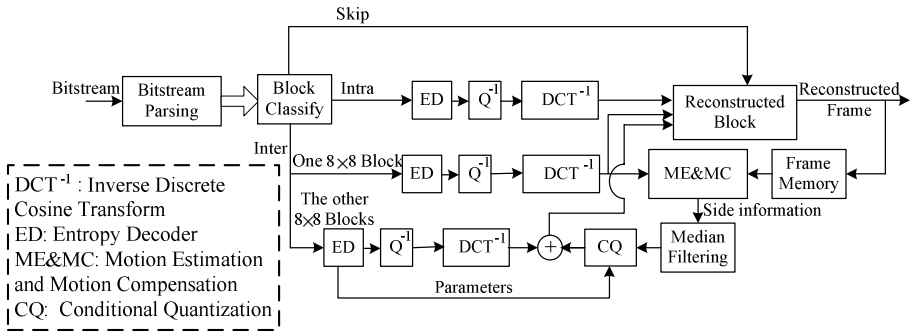 Skip
Bitstream
Bitstream
Parsing
Block
Classify
Intra
ED
Q-1
DCT-1
Reconstructed
Block
Reconstructed
Frame
Inter
One 8×8 Block
ED
Q-1
DCT-1
ME&MC
Frame
Memory
The other
8×8 Blocks
Side information
ED
Q-1
DCT-1
+
CQ
Median
Filtering
Parameters
DCT-1 : Inverse Discrete
Cosine Transform
ED: Entropy Decoder
ME&MC: Motion Estimation
and Motion Compensation
CQ: Conditional Quantization